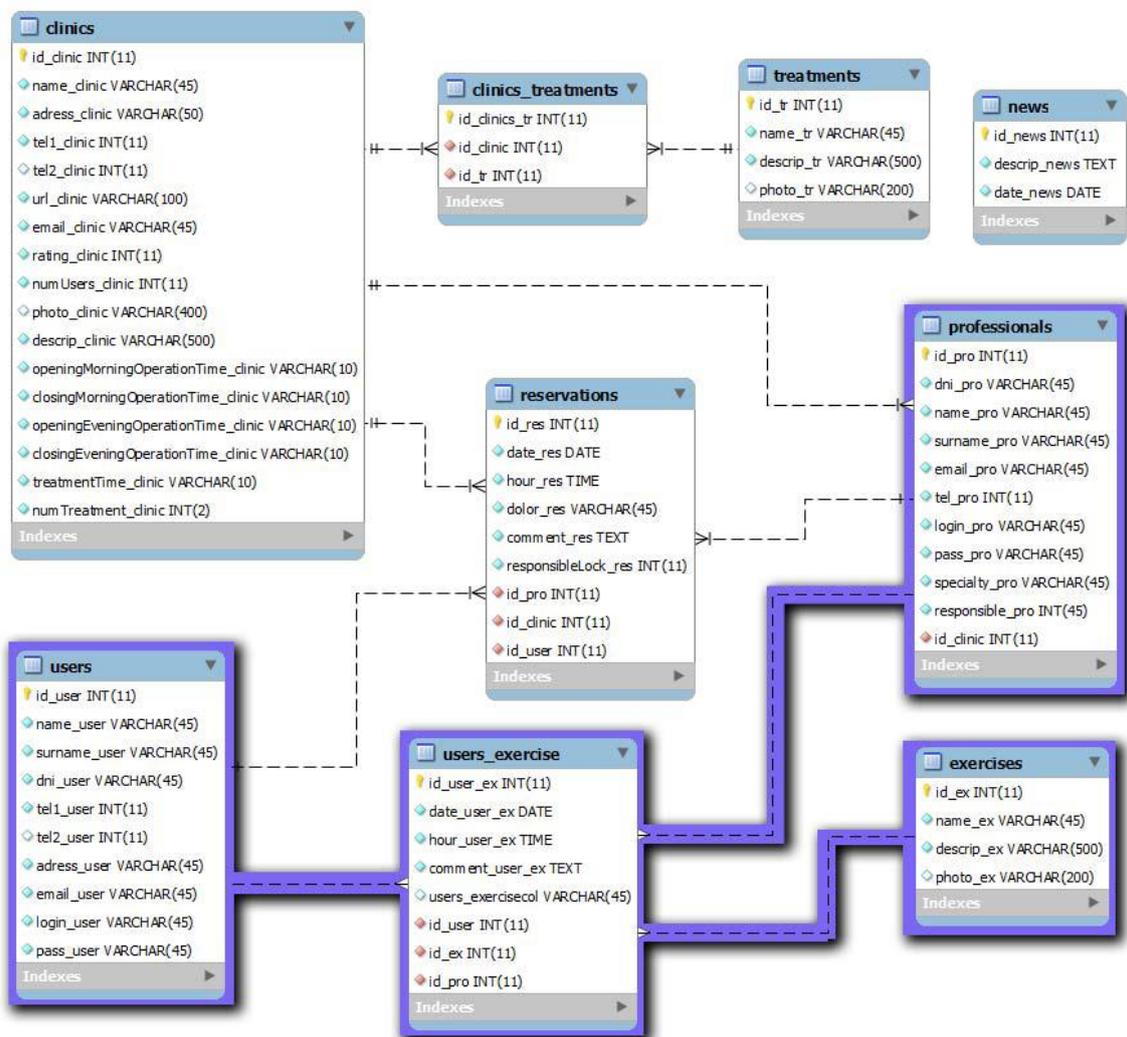 clinics
id_clinic INT(11)
name_clinic VARCHAR(45)
adress_clinic VARCHAR(50)
tel1_clinic INT(11)
tel2_clinic INT(11)
url_clinic VARCHAR(100)
email_clinic VARCHAR(45)
rating_clinic INT(11)
numUsers_clinic INT(11)
photo_clinic VARCHAR(400)
descrip_clinic VARCHAR(500)
openingMorningOperationTime_clinic VARCHAR(10)
closingMorningOperationTime_clinic VARCHAR(10)
openingEveningOperationTime_clinic VARCHAR(10)
closingEveningOperationTime_clinic VARCHAR(10)
treatmentTime_clinic VARCHAR(10)
numTreatment_clinic INT(2)
Indexes
clinics_treatments
id_clinics_tr INT(11)
id_clinic INT(11)
id_tr INT(11)
Indexes
treatments
id_tr INT(11)
name_tr VARCHAR(45)
descrip_tr VARCHAR(500)
photo_tr VARCHAR(200)
Indexes
news
id_news INT(11)
descrip_news TEXT
date_news DATE
Indexes
professionals
id_pro INT(11)
dni_pro VARCHAR(45)
name_pro VARCHAR(45)
surname_pro VARCHAR(45)
email_pro VARCHAR(45)
tel_pro INT(11)
login_pro VARCHAR(45)
pass_pro VARCHAR(45)
specialty_pro VARCHAR(45)
responsible_pro INT(45)
id_clinic INT(11)
Indexes
reservations
id_res INT(11)
date_res DATE
hour_res TIME
dolor_res VARCHAR(45)
comment_res TEXT
responsibleLock_res INT(11)
id_pro INT(11)
id_clinic INT(11)
id_user INT(11)
Indexes
users
id_user INT(11)
name_user VARCHAR(45)
surname_user VARCHAR(45)
dni_user VARCHAR(45)
tel1_user INT(11)
tel2_user INT(11)
adress_user VARCHAR(45)
email_user VARCHAR(45)
login_user VARCHAR(45)
pass_user VARCHAR(45)
Indexes
users_exercise
id_user_ex INT(11)
date_user_ex DATE
hour_user_ex TIME
comment_user_ex TEXT
users_exercisecol VARCHAR(45)
id_user INT(11)
id_ex INT(11)
id_pro INT(11)
Indexes
exercises
id_ex INT(11)
name_ex VARCHAR(45)
descrip_ex VARCHAR(500)
photo_ex VARCHAR(200)
Indexes